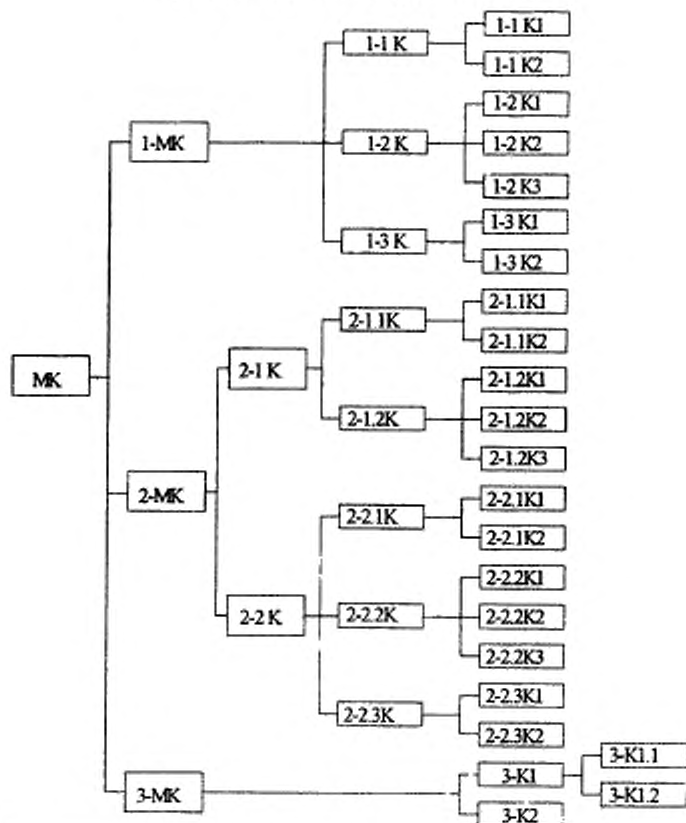 MK
1-MK
1-1 K
1-1 K1
1-1 K2
1-2 K
1-2 K1
1-2 K2
1-2 K3
1-3 K
1-3 K1
1-3 K2
2-MK
2-1 K
2-1.1K
2-1.1K1
2-1.1K2
2-1.2K
2-1.2K1
2-1.2K2
2-1.2K3
2-2 K
2-2.1K
2-2.1K1
2-2.1K2
2-2.2K
2-2.2K1
2-2.2K2
2-2.2K3
2-2.3K
2-2.3K1
2-2.3K2
3-MK
3-K1
3-K1.1
3-K1.2
3-K2